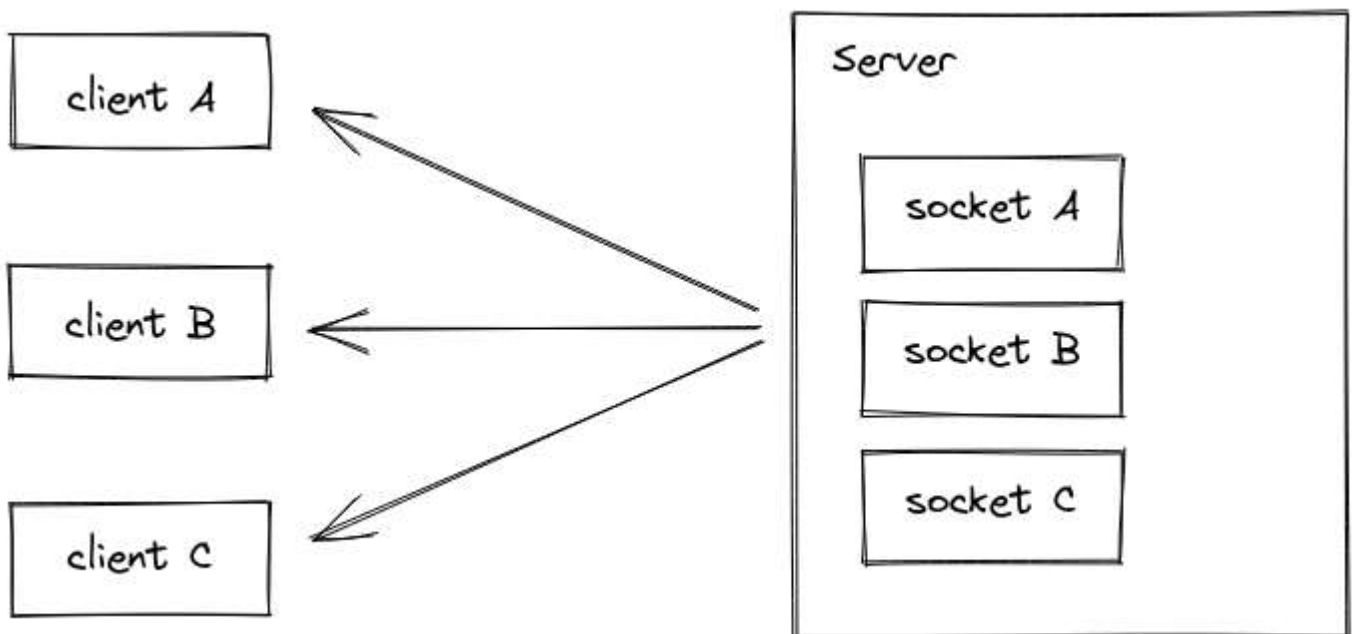 client A
client B
client C
Server
socket A
socket B
socket C